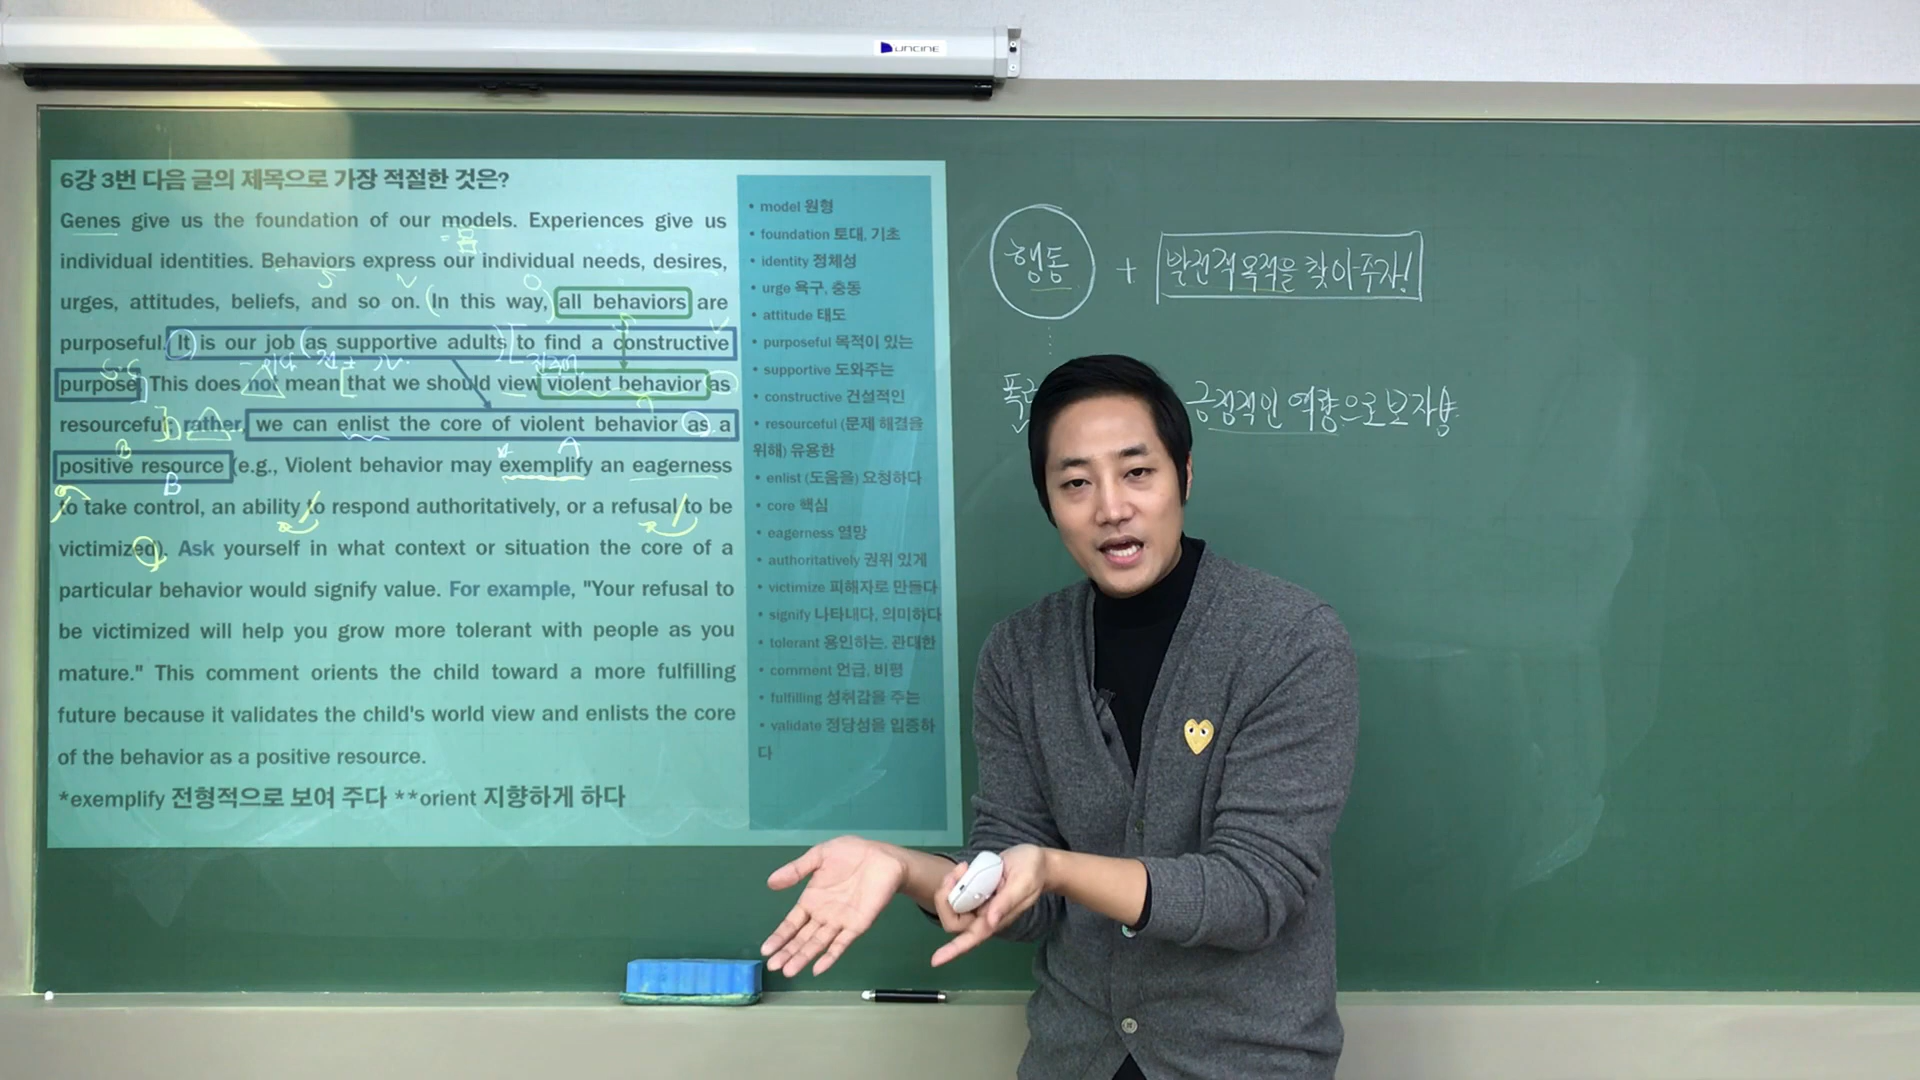 UNCINE
6강 3번 다음 글의 제목으로 가장 적절한 것은?
Genes give us the foundation of our models. Experiences give us
individual identities. Behaviors express our individual needs, desires,
urges, attitudes, beliefs, and so on. In this way, all behaviors are
purposeful. It is our job as supportive adults to find a constructive
purpose. This does not mean that we should view violent behavior as
resourceful; rather, we can enlist the core of violent behavior as a
positive resource (e.g., Violent behavior may exemplify an eagerness
to take control, an ability to respond authoritatively, or a refusal to be
victimized). Ask yourself in what context or situation the core of a
particular behavior would signify value. For example, "Your refusal to
be victimized will help you grow more tolerant with people as you
mature." This comment orients the child toward a more fulfilling
future because it validates the child's world view and enlists the core
of the behavior as a positive resource.
*exemplify 전형적으로 보여 주다 **orient 지향하게 하다
• model 원형
• foundation 토대, 기초
• identity 정체성
• urge 욕구, 충동
• attitude 태도
• purposeful 목적이 있는
• supportive 도와주는
• constructive 건설적인
• resourceful (문제 해결을
위해) 유용한
• enlist (도움을) 요청하다
• core 핵심
• eagerness 열망
• authoritatively 권위 있게
• victimize 피해자로 만들다
• signify 나타내다, 의미하다
• tolerant 용인하는, 관대한
• comment 언급, 비평
• fulfilling 성취감을 주는
• validate 정당성을 입증하
다
행동 + 발전적 목적을 찾아주자!
긍정적인 역량으로 보자